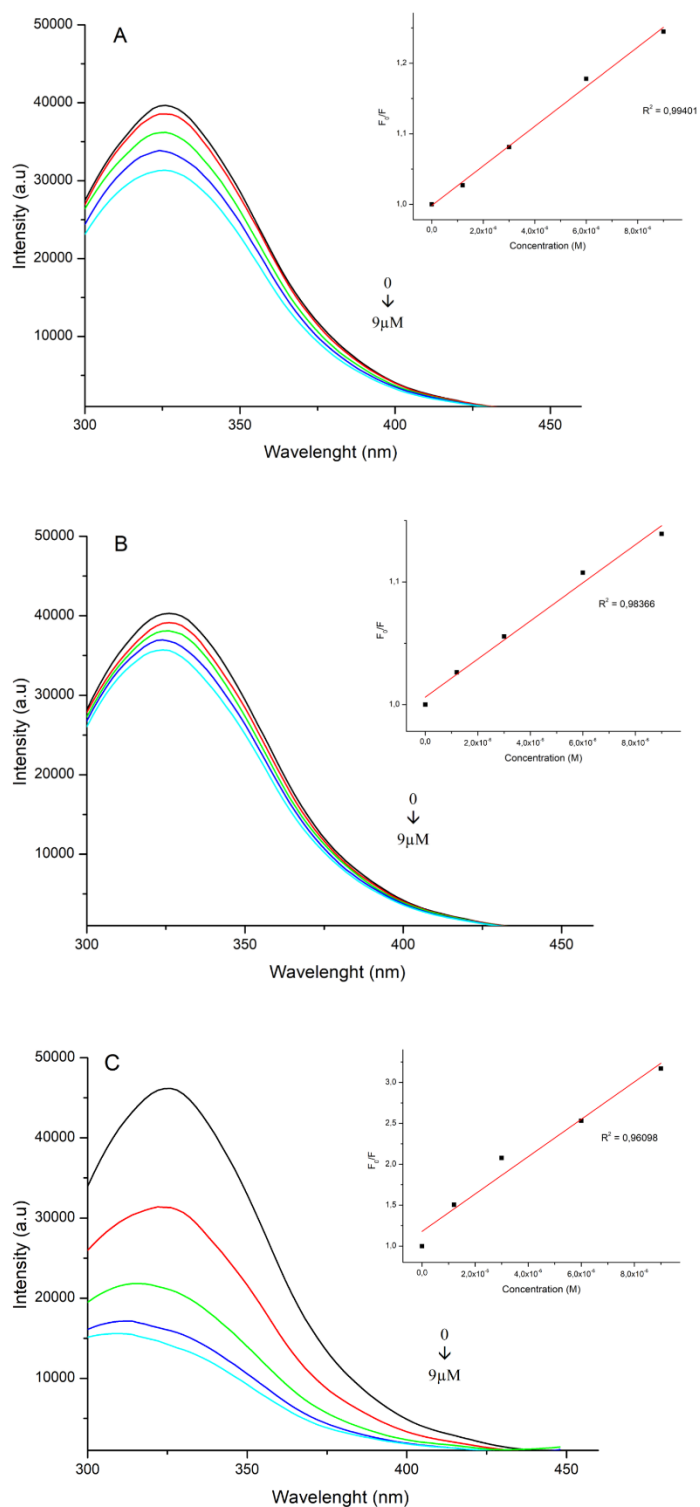 A
50000
40000
30000
20000
10000
Intensity (a.u)
300
350
400
450
Wavelenght (nm)
0
9µM
1,2
1,1
1,0
F0/F
R² = 0,99401
0,0
2,0x10-6
4,0x10-6
6,0x10-6
8,0x10-6
Concentration (M)
B
50000
40000
30000
20000
10000
Intensity (a.u)
300
350
400
450
Wavelenght (nm)
0
9µM
1,1
1,0
F0/F
R² = 0,98366
0,0
2,0x10-6
4,0x10-6
6,0x10-6
8,0x10-6
Concentration (M)
C
50000
40000
30000
20000
10000
Intensity (a.u)
300
350
400
450
Wavelenght (nm)
0
9µM
3,0
2,5
2,0
1,5
1,0
F0/F
R² = 0,96098
0,0
2,0x10-6
4,0x10-6
6,0x10-6
8,0x10-6
Concentration (M)